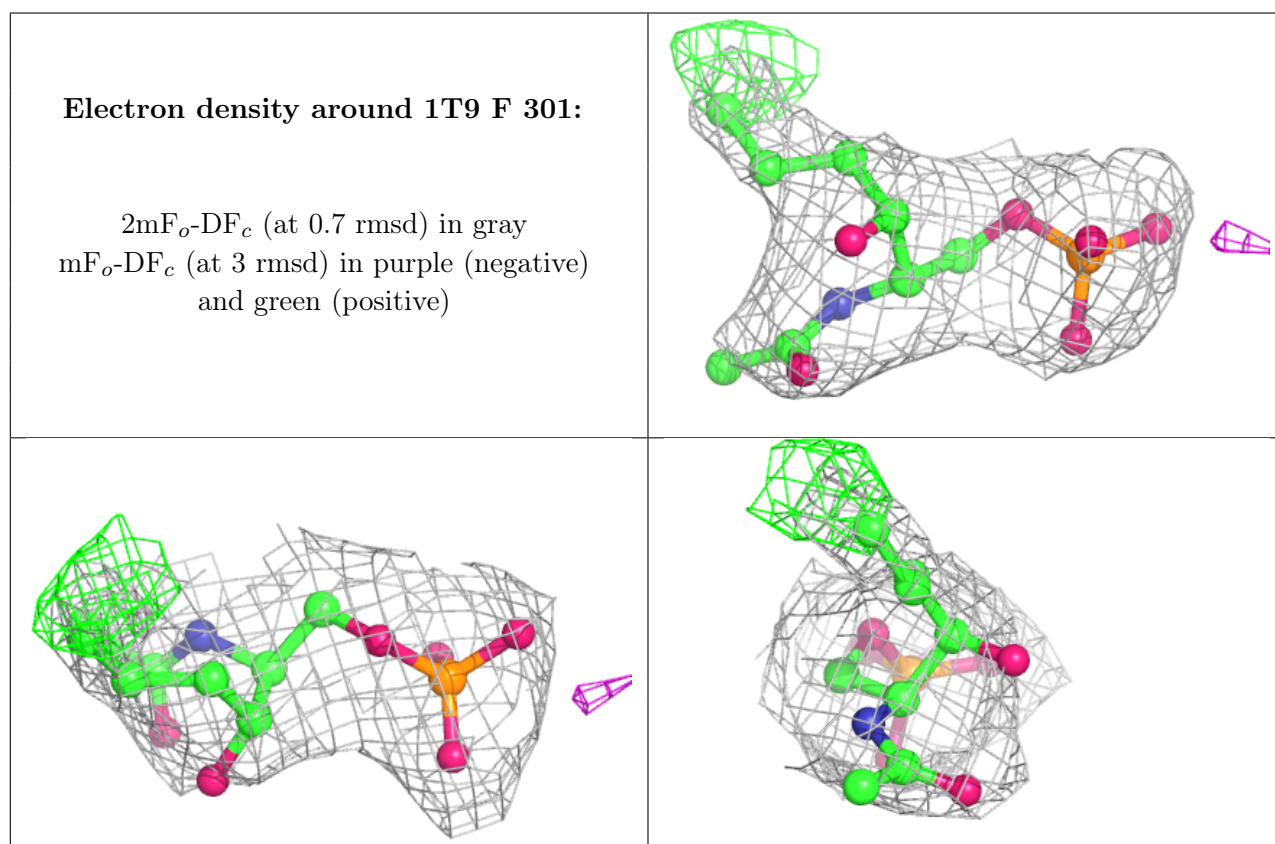 Electron density around 1T9 F 301:
2mFo-DFc (at 0.7 rmsd) in gray
mFo-DFc (at 3 rmsd) in purple (negative)
and green (positive)